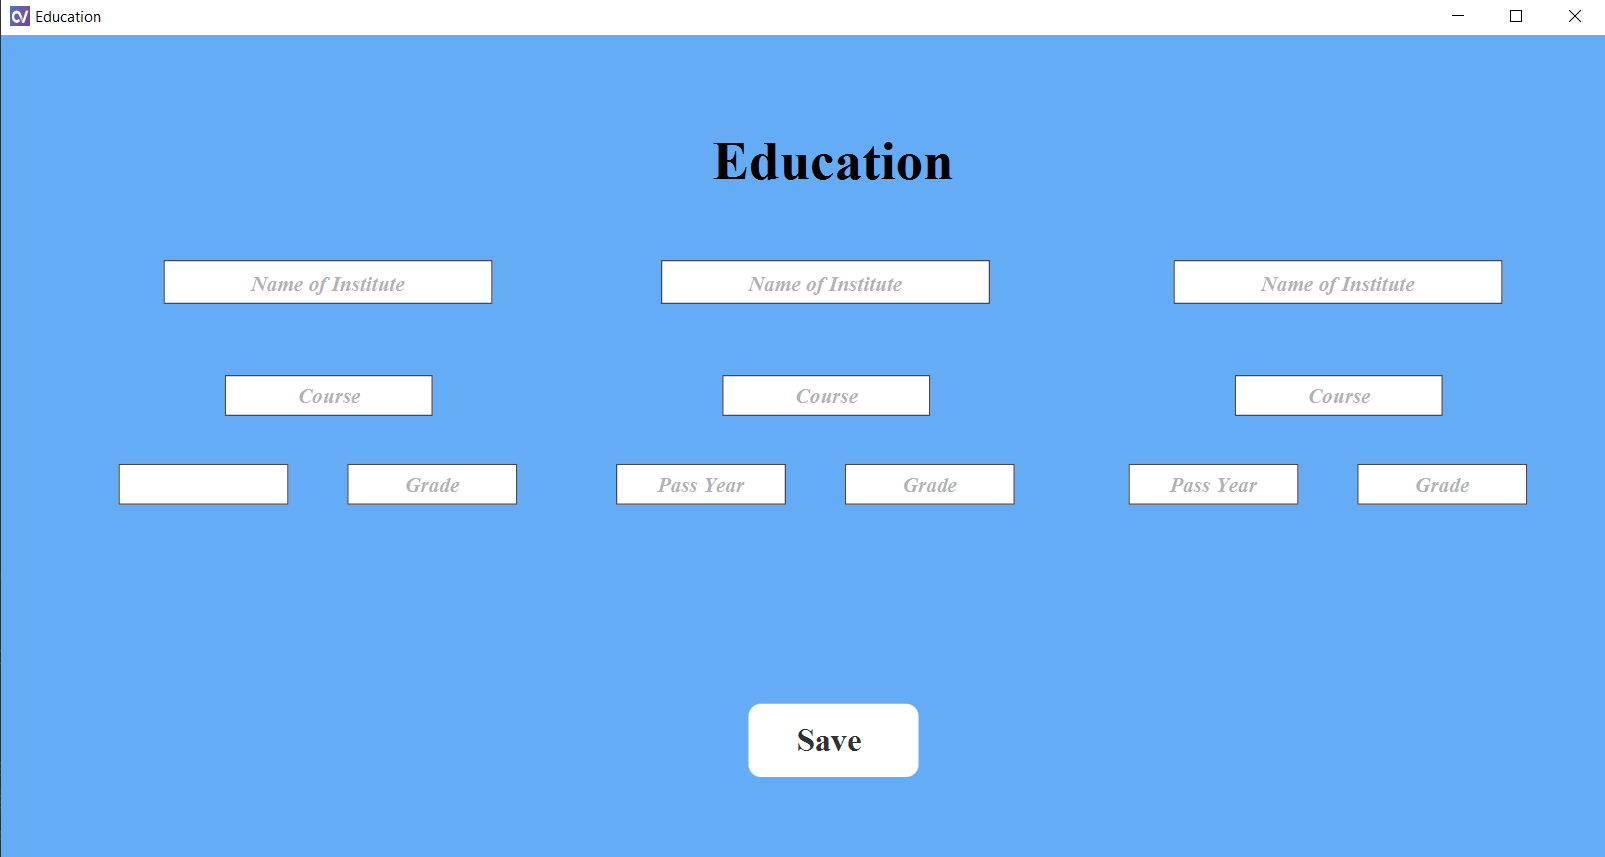 Education
Education
Name of Institute Name of Institute Name of Institute
Course Course Course
Grade Pass Year Grade Pass Year Grade
Save